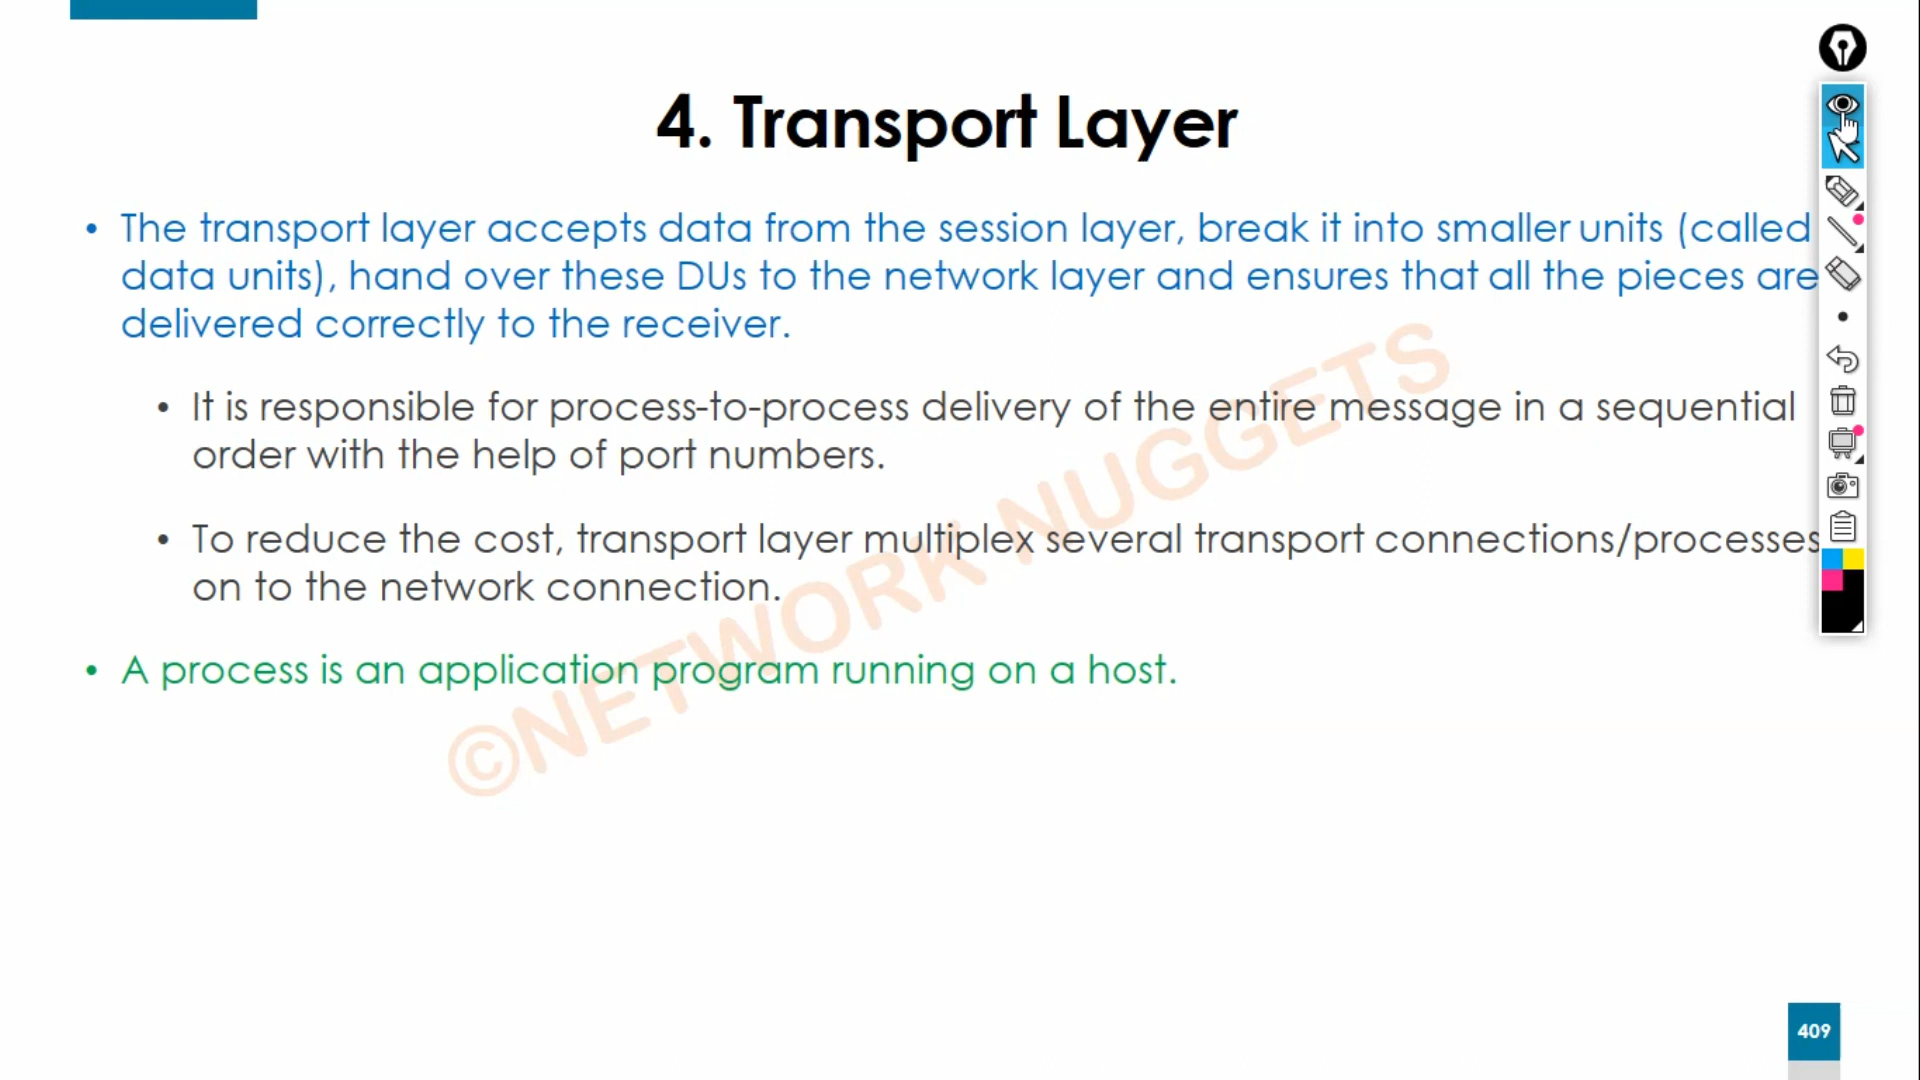 4. Transport Layer
• The transport layer accepts data from the session layer, break it into smaller units (called
data units), hand over these DUs to the network layer and ensures that all the pieces are
delivered correctly to the receiver.
• It is responsible for process-to-process delivery of the entire message in a sequential
order with the help of port numbers.
• To reduce the cost, transport layer multiplex several transport connections/processes
on to the network connection.
• A process is an application program running on a host.
©NETWORK NUGGETS
409